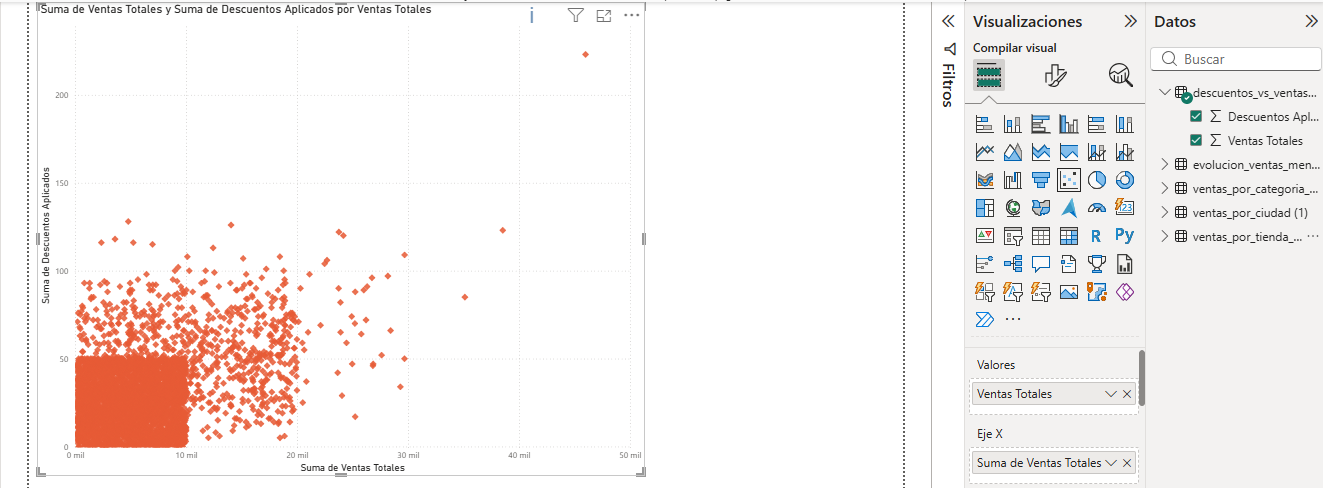 Suma de Ventas Totales y Suma de Descuentos Aplicados por Ventas Totales
200
150
100
50
0
Suma de Descuentos Aplicados
0 mil
10 mil
20 mil
30 mil
40 mil
50 mil
Suma de Ventas Totales
Filtros
Visualizaciones
Compilar visual
123
R
Py
...
Valores
Ventas Totales
Eje X
Suma de Ventas Totales
Datos
Buscar
descuentos_vs_ventas...
Descuentos Apl...
Ventas Totales
evolucion_ventas_men...
ventas_por_categoria_...
ventas_por_ciudad (1)
ventas_por_tienda_...